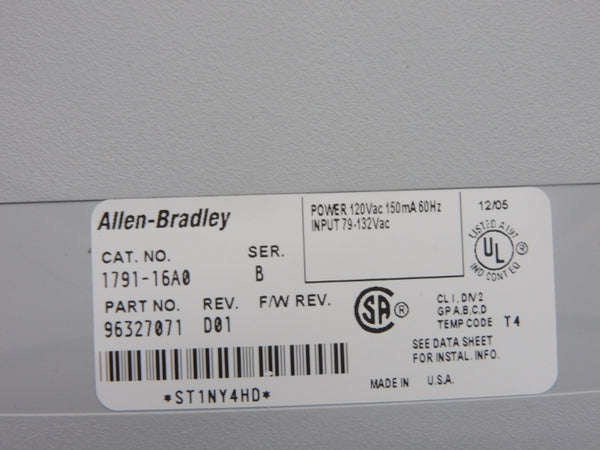 Allen-Bradley
CAT. NO. SER.
1791-16A0 B
PART NO. REV. F/W REV.
96327071 D01
*ST1NY4HD*
POWER 120Vac 150mA 60Hz
INPUT 79-132Vac
12/05
LISTED A197
UL ®
IND CONT EQ
SA ®
CL I, DIV 2
GP A,B,C,D
TEMP CODE T4
SEE DATA SHEET
FOR INSTAL. INFO.
MADE IN U.S.A.